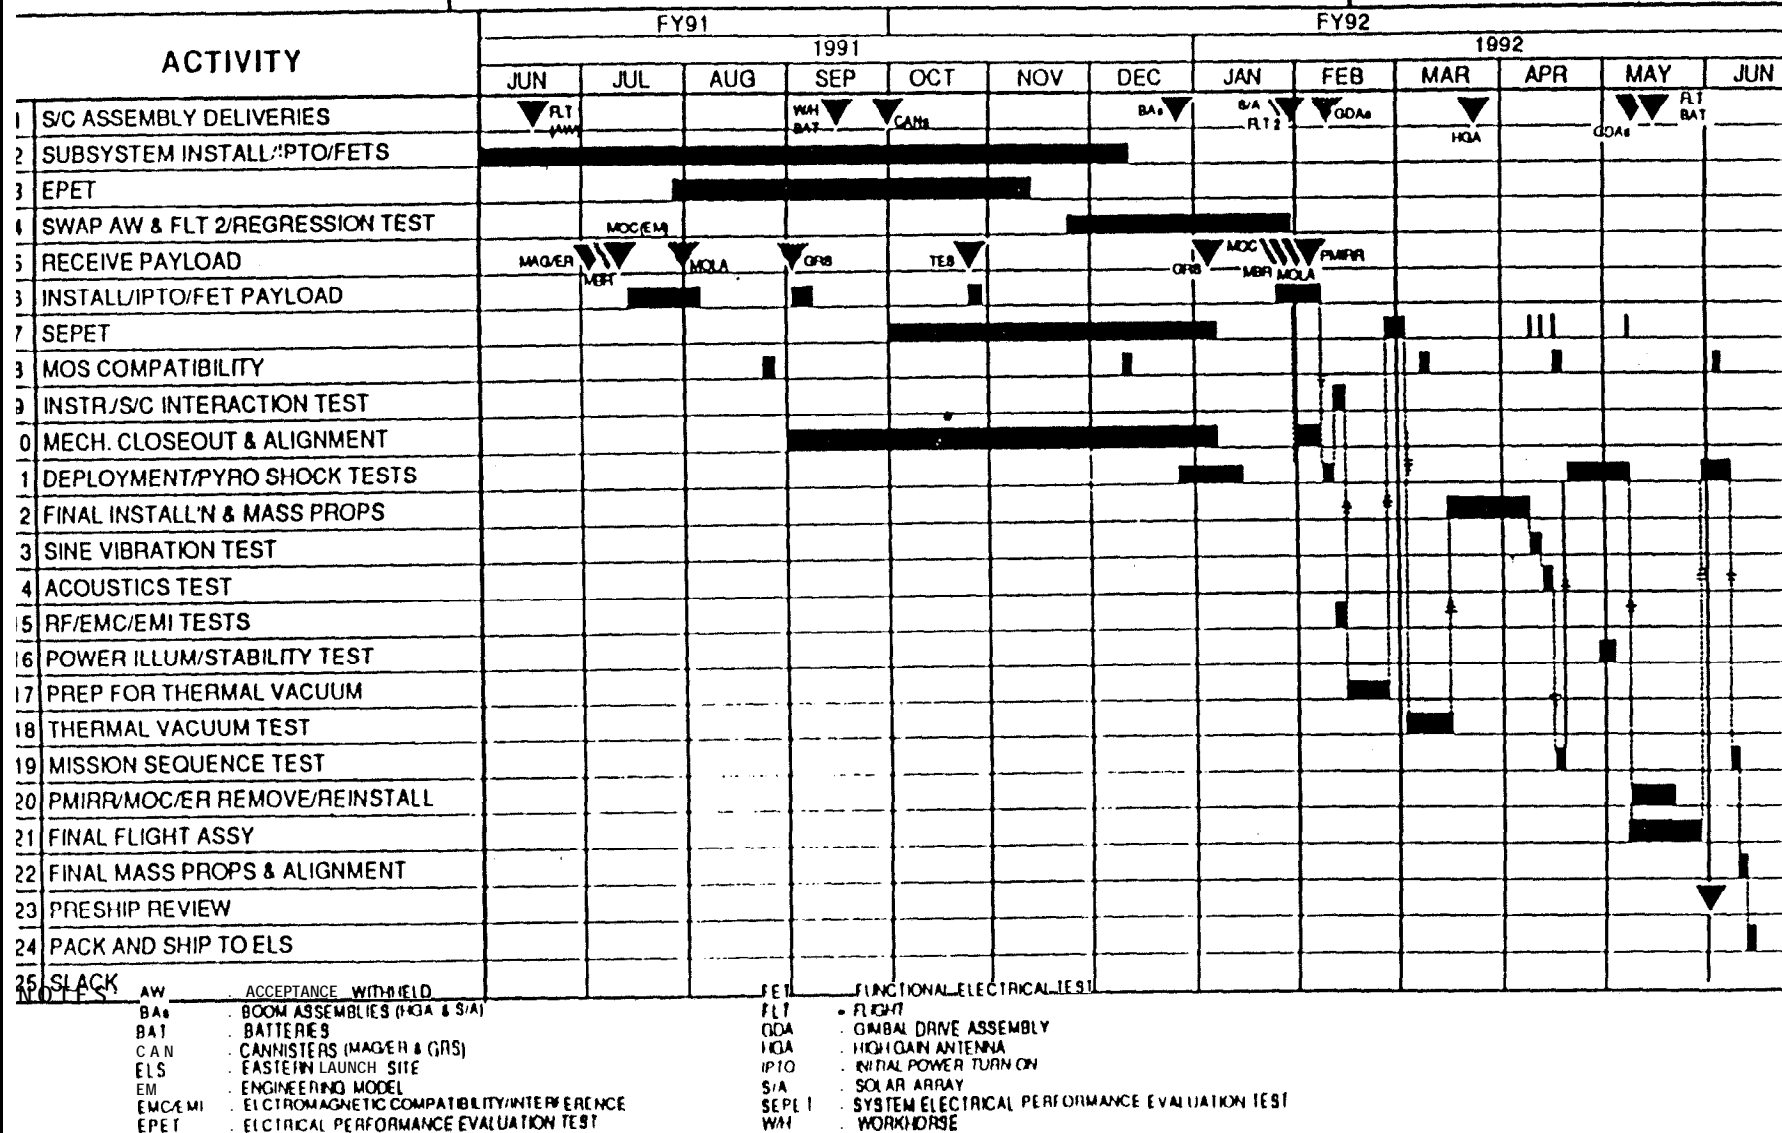 FY91 FY92
1991 1992
ACTIVITY
JUN JUL AUG SEP OCT NOV DEC JAN FEB MAR APR MAY JUN
1 S/C ASSEMBLY DELIVERIES
FLT (AW) W/H BAT CANs BAs S/A FLT 2 GDAs HGA GDAs FLT BAT
2 SUBSYSTEM INSTALL/IPTO/FETS
3 EPET
4 SWAP AW & FLT 2/REGRESSION TEST
5 RECEIVE PAYLOAD
MAG/ER MBR MOC(EM) MOLA GRS TES GRS MOC MBR MOLA PMIRR
6 INSTALL/IPTO/FET PAYLOAD
7 SEPET
8 MOS COMPATIBILITY
9 INSTR./S/C INTERACTION TEST
0 MECH. CLOSEOUT & ALIGNMENT
1 DEPLOYMENT/PYRO SHOCK TESTS
2 FINAL INSTALL'N & MASS PROPS
3 SINE VIBRATION TEST
4 ACOUSTICS TEST
15 RF/EMC/EMI TESTS
16 POWER ILLUM/STABILITY TEST
17 PREP FOR THERMAL VACUUM
18 THERMAL VACUUM TEST
19 MISSION SEQUENCE TEST
20 PMIRR/MOC/ER REMOVE/REINSTALL
21 FINAL FLIGHT ASSY
22 FINAL MASS PROPS & ALIGNMENT
23 PRESHIP REVIEW
24 PACK AND SHIP TO ELS
25 SLACK
NOTES:
AW . ACCEPTANCE WITHHELD
BAs . BOOM ASSEMBLIES (HGA & S/A)
BAT . BATTERIES
CAN . CANNISTERS (MAG/ER & GRS)
ELS . EASTERN LAUNCH SITE
EM . ENGINEERING MODEL
EMC/EMI . ELCTROMAGNETIC COMPATIBILITY/INTERFERENCE
EPET . ELCTRICAL PERFORMANCE EVALUATION TEST
FET . FUNCTIONAL ELECTRICAL TEST
FLT - FLIGHT
GDA . GIMBAL DRIVE ASSEMBLY
HGA . HIGH GAIN ANTENNA
IPTO . INITIAL POWER TURN ON
S/A . SOLAR ARRAY
SEPET . SYSTEM ELECTRICAL PERFORMANCE EVALUATION TEST
W/H . WORKHORSE